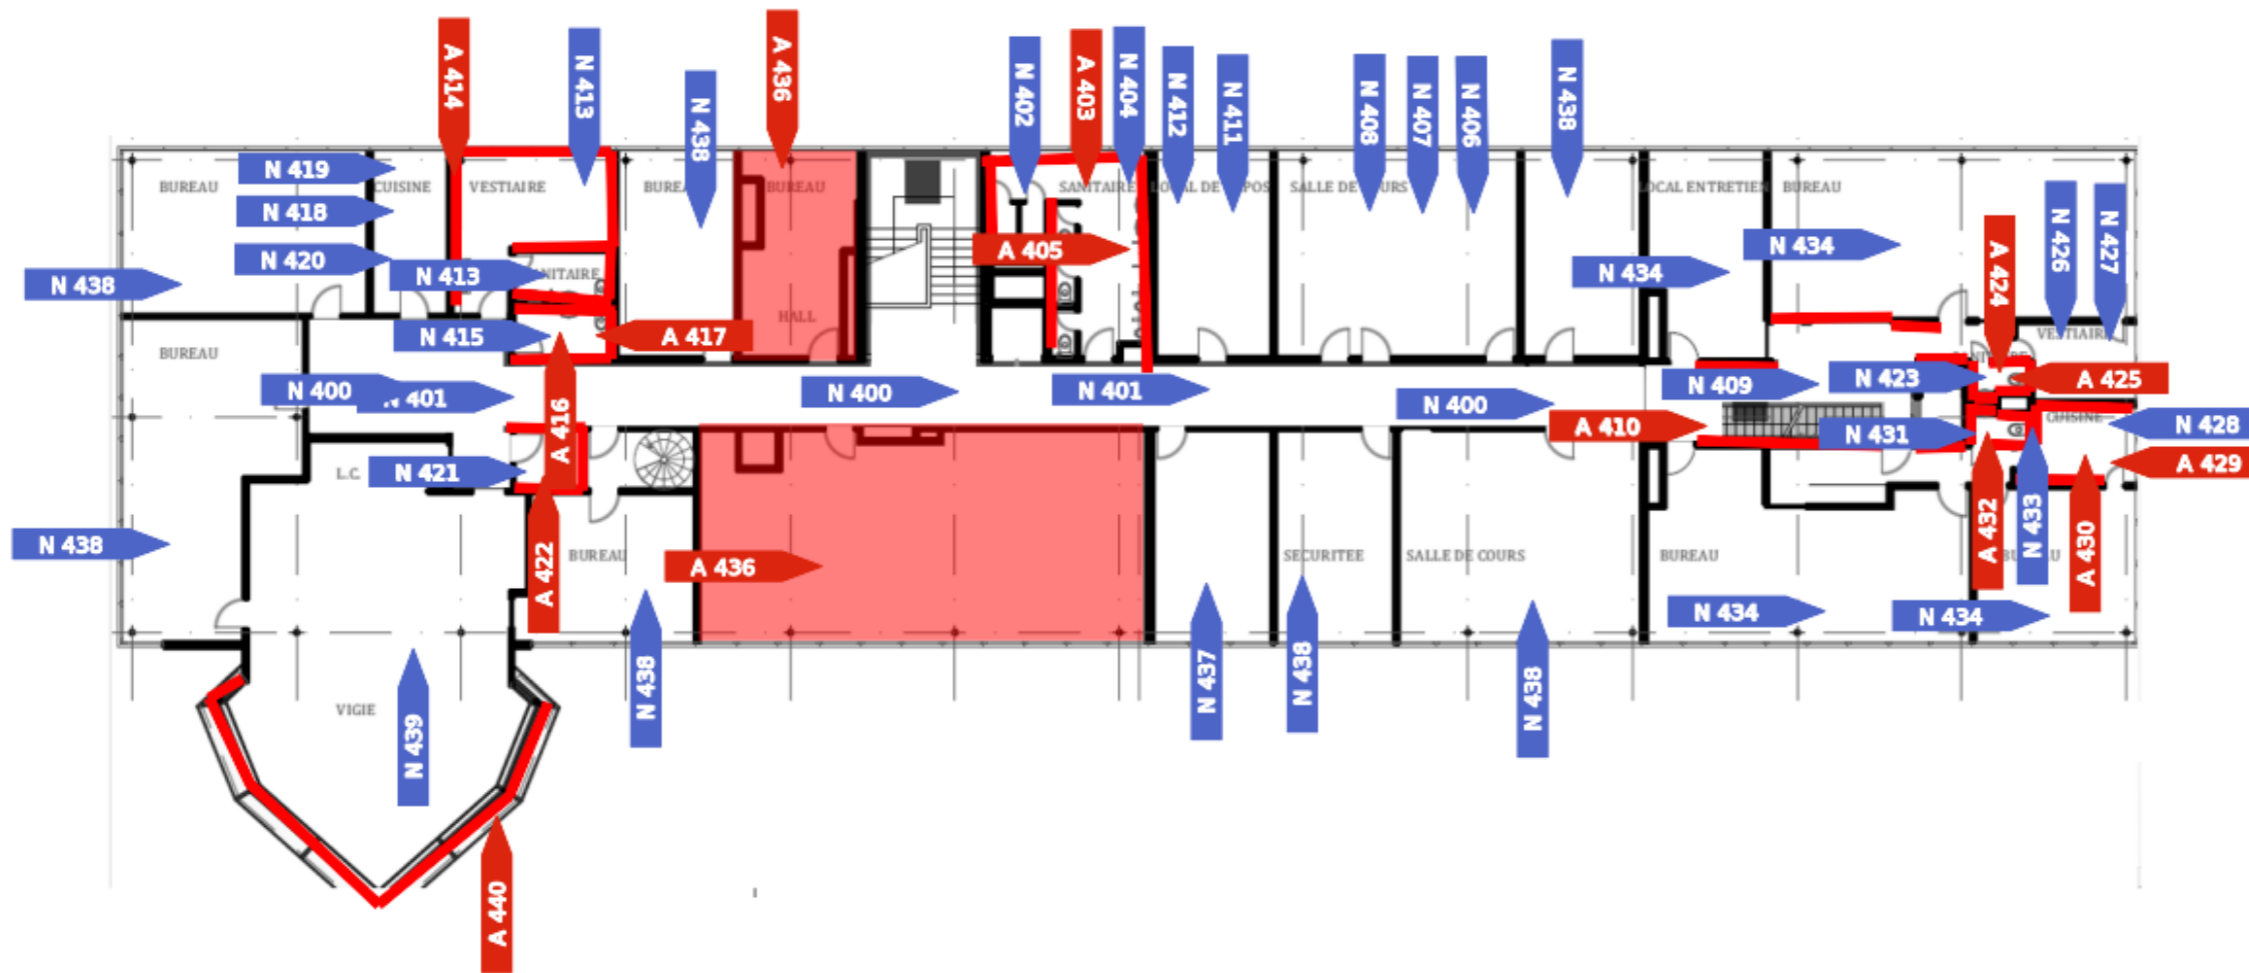 A 414
N 413
N 438
A 436
N 402
A 403
N 404
N 412
N 411
N 408
N 407
N 406
N 438
N 419
N 418
N 420
N 438
BUREAU
CUISINE
VESTIAIRE
BUREAU
SANITAIRE
SALLE DE COURS
LOCAL ENTRETIEN
BUREAU
N 413
A 405
N 434
N 434
A 424
N 426
N 427
HALL
N 415
A 417
BUREAU
VESTIAIRE
N 400
N 401
A 416
N 400
N 401
N 400
N 409
N 423
A 425
A 410
N 431
CUISINE
N 428
A 429
L.C.
N 421
A 422
BUREAU
A 436
SECURITEE
SALLE DE COURS
BUREAU
A 432
N 433
A 430
N 438
N 434
N 434
VIGIE
N 439
N 438
N 437
N 438
N 438
A 440